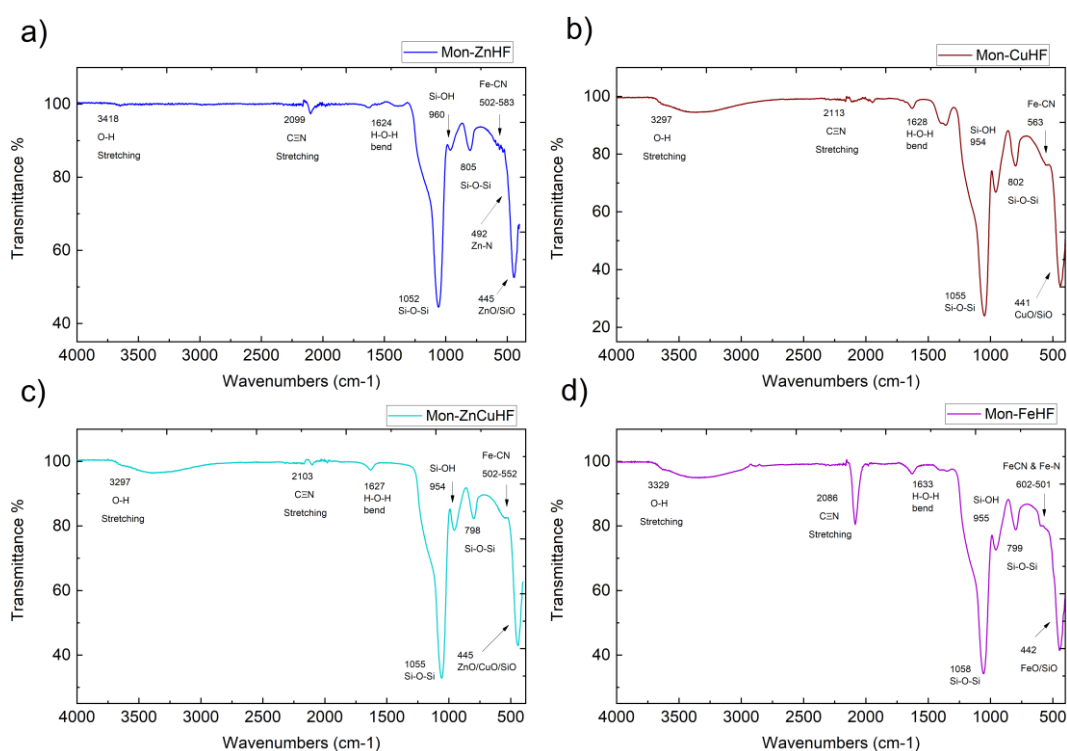 a)
Mon-ZnHF
Transmittance %
100
80
60
40
3418
O-H
Stretching
2099
CΞN
Stretching
1624
H-O-H
bend
Si-OH
960
Fe-CN
502-583
805
Si-O-Si
492
Zn-N
1052
Si-O-Si
445
ZnO/SiO
4000 3500 3000 2500 2000 1500 1000 500
Wavenumbers (cm-1)
b)
Mon-CuHF
Transmittance %
100
80
60
40
20
3297
O-H
Stretching
2113
CΞN
Stretching
1628
H-O-H
bend
Si-OH
954
Fe-CN
563
802
Si-O-Si
1055
Si-O-Si
441
CuO/SiO
4000 3500 3000 2500 2000 1500 1000 500
Wavenumbers (cm-1)
c)
Mon-ZnCuHF
Transmittance %
100
80
60
40
3297
O-H
Stretching
2103
CΞN
Stretching
1627
H-O-H
bend
Si-OH
954
Fe-CN
502-552
798
Si-O-Si
1055
Si-O-Si
445
ZnO/CuO/SiO
4000 3500 3000 2500 2000 1500 1000 500
Wavenumbers (cm-1)
d)
Mon-FeHF
Transmittance %
100
80
60
40
3329
O-H
Stretching
2086
CΞN
Stretching
1633
H-O-H
bend
Si-OH
955
FeCN & Fe-N
602-501
799
Si-O-Si
1058
Si-O-Si
442
FeO/SiO
4000 3500 3000 2500 2000 1500 1000 500
Wavenumbers (cm-1)